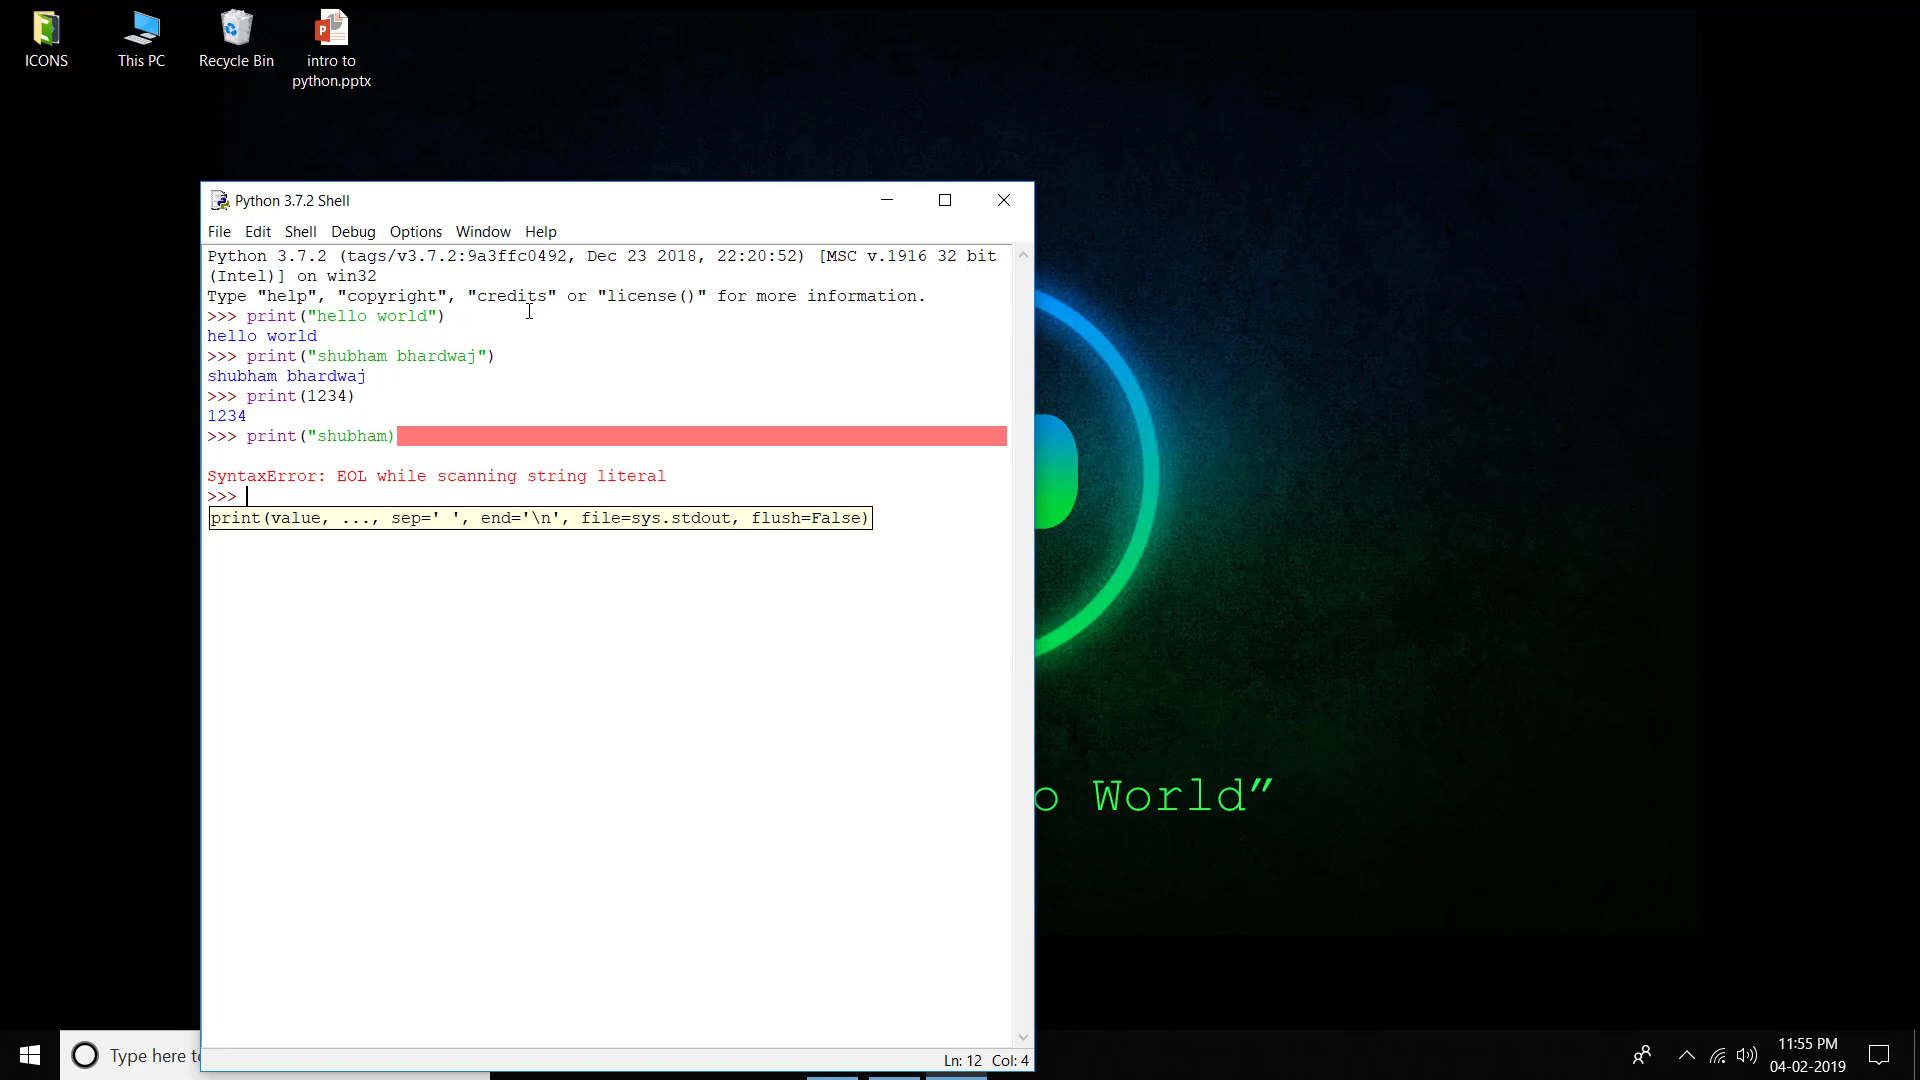 ICONS
This PC
Recycle Bin
intro to
python.pptx
Python 3.7.2 Shell
File Edit Shell Debug Options Window Help
Python 3.7.2 (tags/v3.7.2:9a3ffc0492, Dec 23 2018, 22:20:52) [MSC v.1916 32 bit
(Intel)] on win32
Type "help", "copyright", "credits" or "license()" for more information.
>>> print("hello world")
hello world
>>> print("shubham bhardwaj")
shubham bhardwaj
>>> print(1234)
1234
>>> print("shubham)
SyntaxError: EOL while scanning string literal
>>>
print(value, ..., sep=' ', end='\n', file=sys.stdout, flush=False)
o World”
Ln: 12 Col: 4
Type here to
11:55 PM
04-02-2019